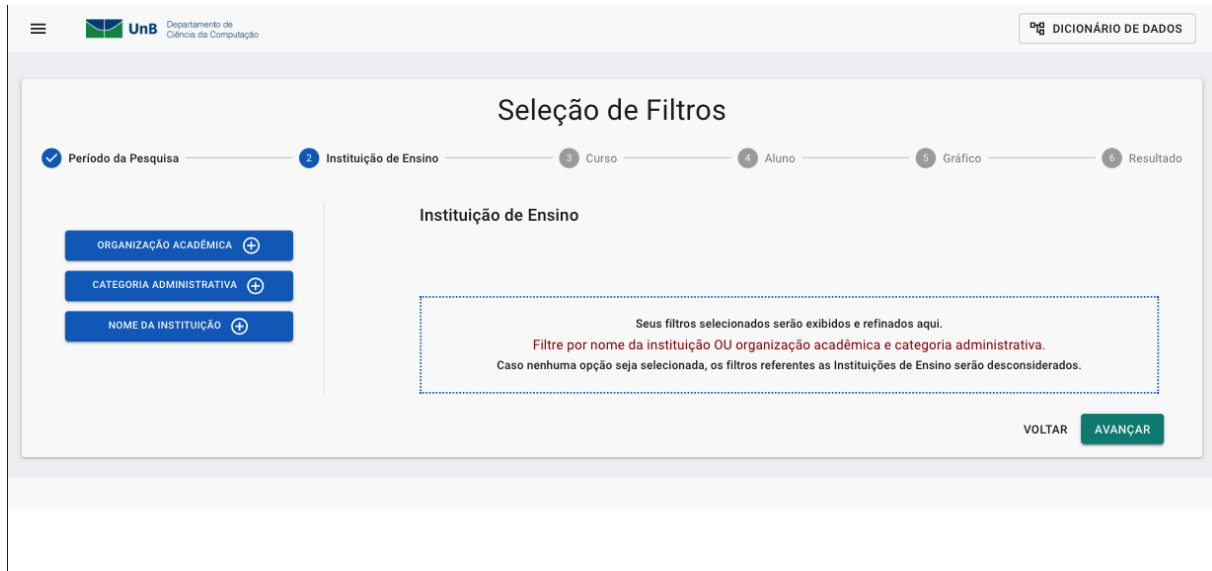 UnB
Departamento de
Ciência da Computação
DICIONÁRIO DE DADOS
Seleção de Filtros
Período da Pesquisa
2 Instituição de Ensino
3 Curso
4 Aluno
5 Gráfico
6 Resultado
ORGANIZAÇÃO ACADÊMICA
CATEGORIA ADMINISTRATIVA
NOME DA INSTITUIÇÃO
Instituição de Ensino
Seus filtros selecionados serão exibidos e refinados aqui.
Filtre por nome da instituição OU organização acadêmica e categoria administrativa.
Caso nenhuma opção seja selecionada, os filtros referentes as Instituições de Ensino serão desconsiderados.
VOLTAR
AVANÇAR